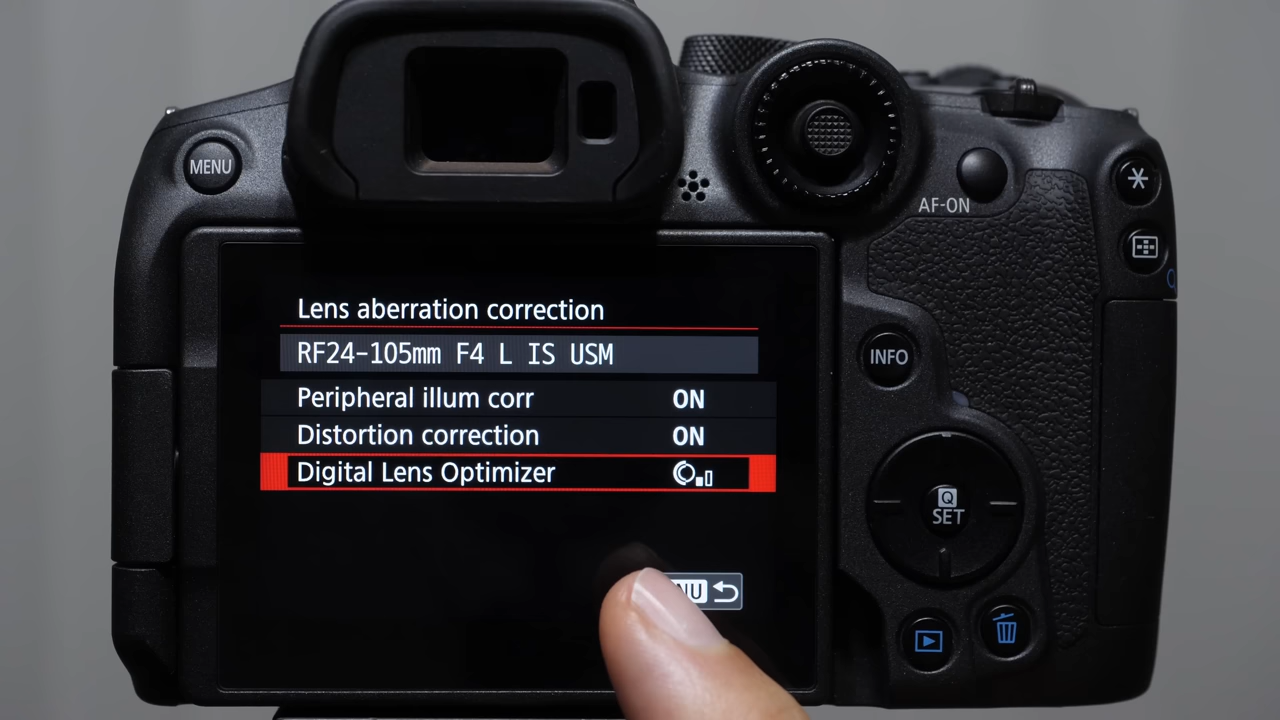 MENU
AF-ON
Lens aberration correction
RF24-105mm F4 L IS USM
Peripheral illum corr ON
Distortion correction ON
Digital Lens Optimizer
INFO
Q
SET